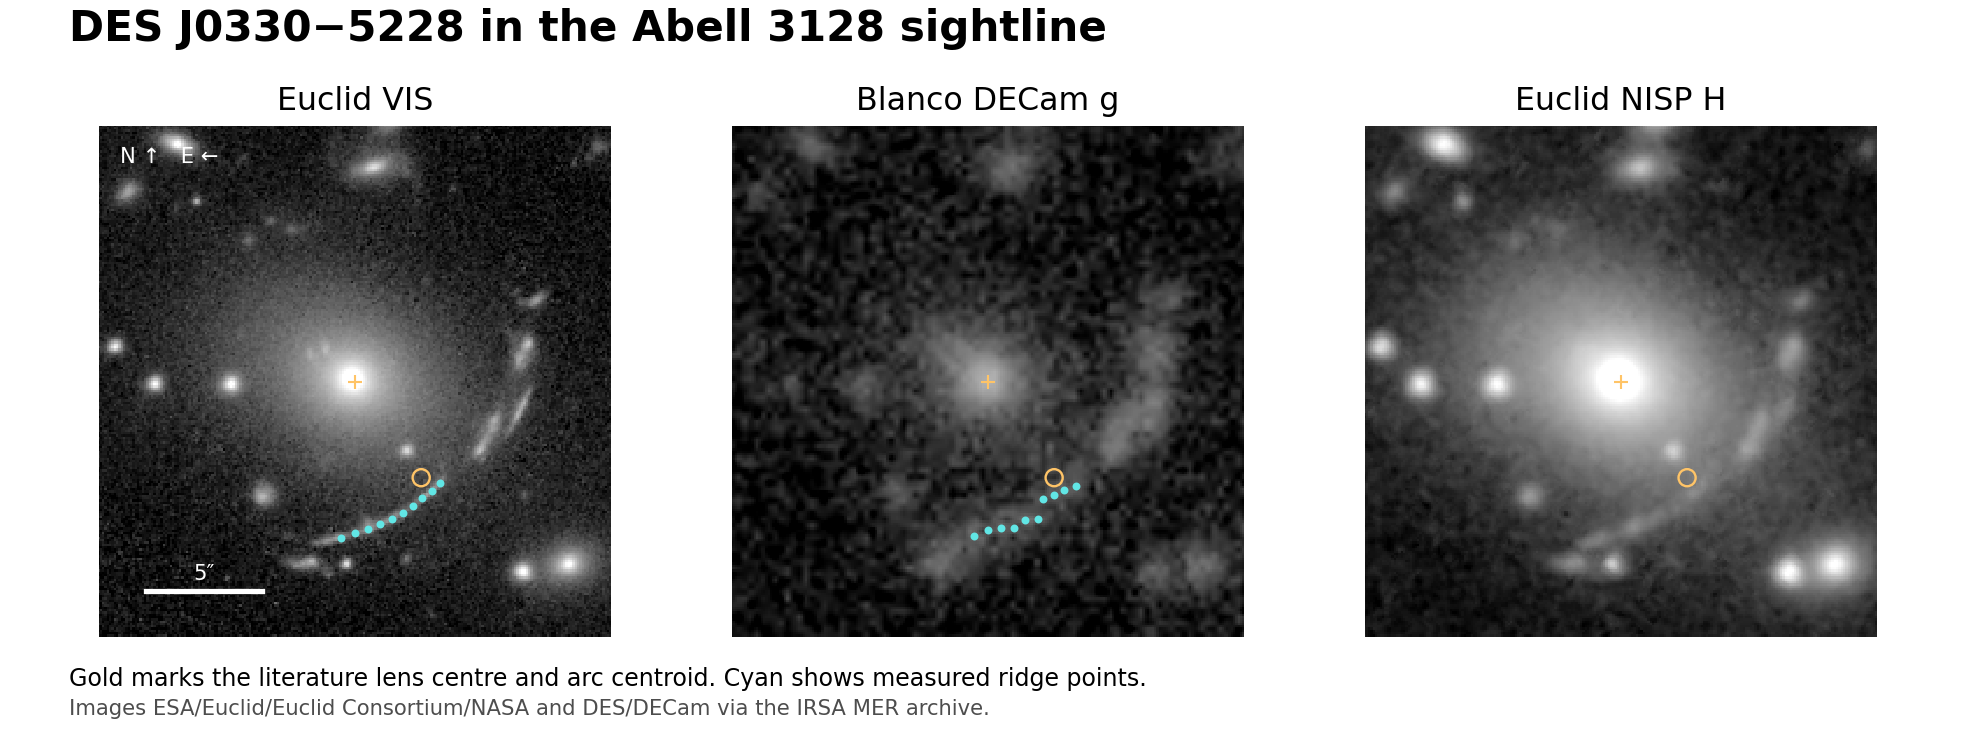 DES J0330−5228 in the Abell 3128 sightline
Euclid VIS
Blanco DECam g
Euclid NISP H
N ↑ E ←
5″
Gold marks the literature lens centre and arc centroid. Cyan shows measured ridge points.
Images ESA/Euclid/Euclid Consortium/NASA and DES/DECam via the IRSA MER archive.